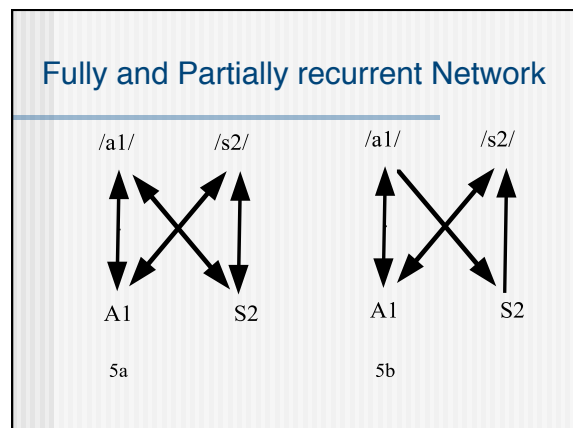 Fully and Partially recurrent Network
/a1/ /s2/ /a1/ /s2/
A1 S2 A1 S2
5a 5b